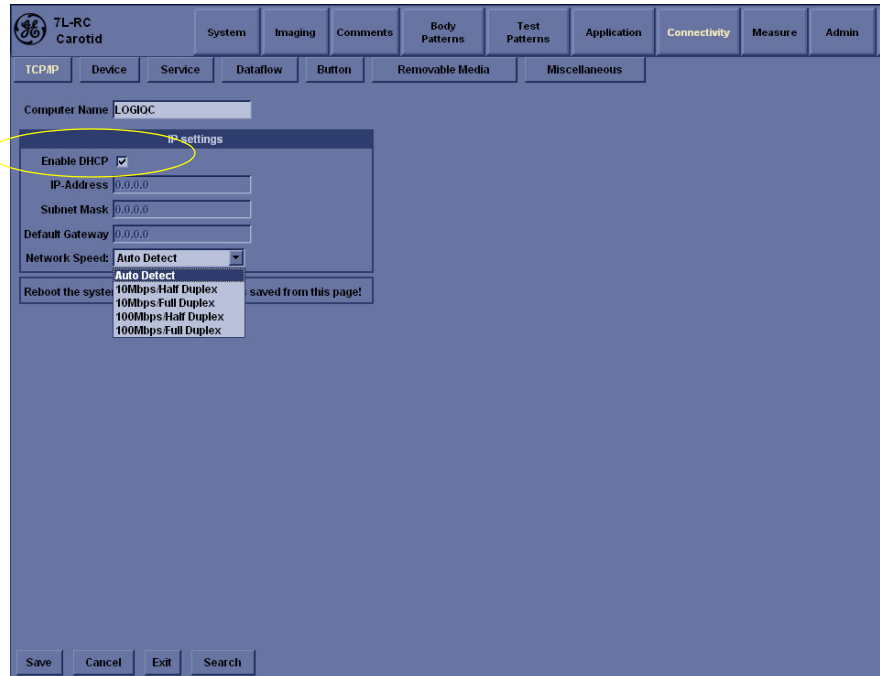 7L-RC
Carotid
System Imaging Comments Body Patterns Test Patterns Application Connectivity Measure Admin
TCP/IP Device Service Dataflow Button Removable Media Miscellaneous
Computer Name LOGIQC
IP settings
Enable DHCP
IP-Address 0.0.0.0
Subnet Mask 0.0.0.0
Default Gateway 0.0.0.0
Network Speed: Auto Detect
Auto Detect
Reboot the syste s saved from this page!
10Mbps/Half Duplex
10Mbps/Full Duplex
100Mbps/Half Duplex
100Mbps/Full Duplex
Save Cancel Exit Search